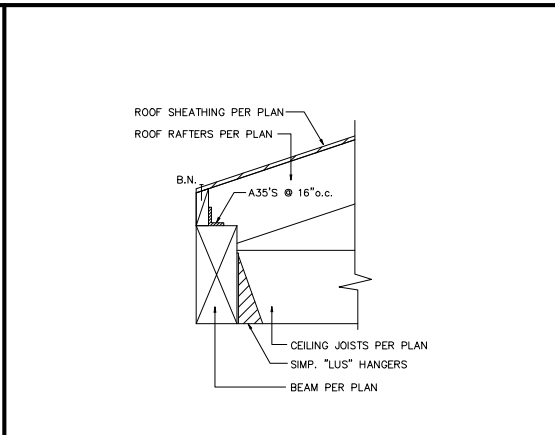 ROOF SHEATHING PER PLAN
ROOF RAFTERS PER PLAN
B.N.
A35'S @ 16"o.c.
CEILING JOISTS PER PLAN
SIMP. "LUS" HANGERS
BEAM PER PLAN